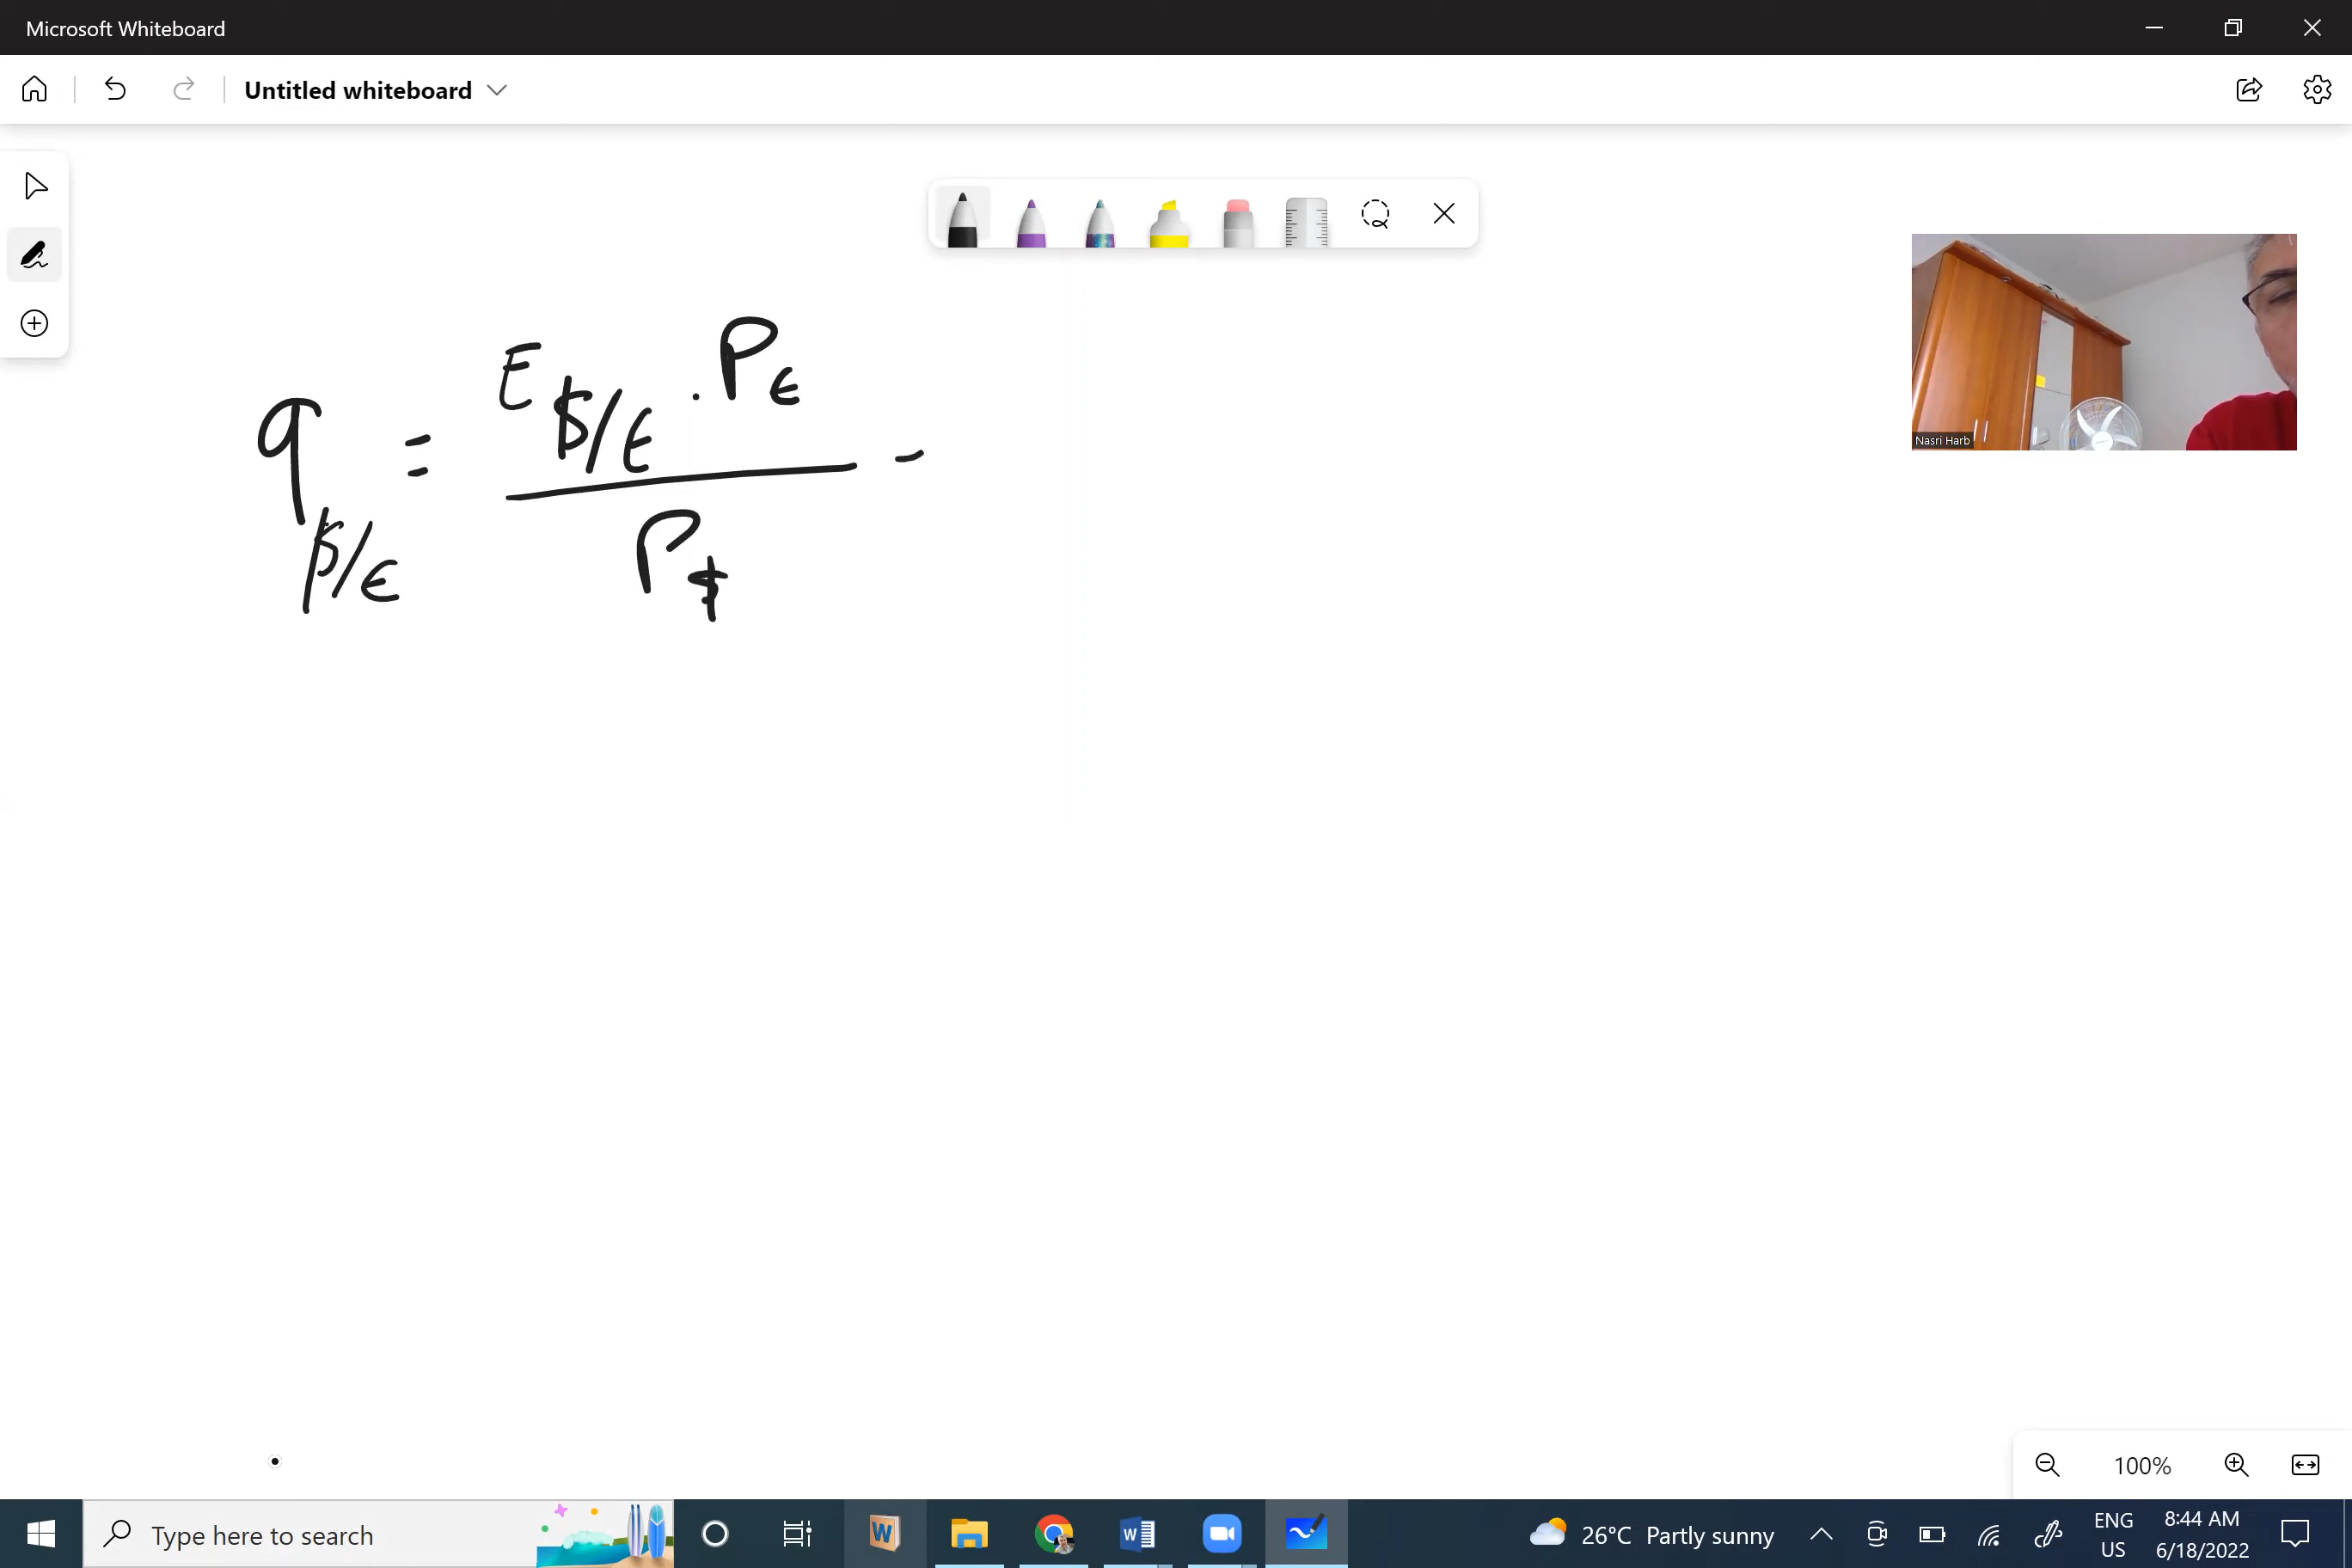 Microsoft Whiteboard
Untitled whiteboard
q $/€ = E $/€ . P € -
P $
Nasri Harb
100%
Type here to search
W
W
26°C Partly sunny
ENG
US
8:44 AM
6/18/2022